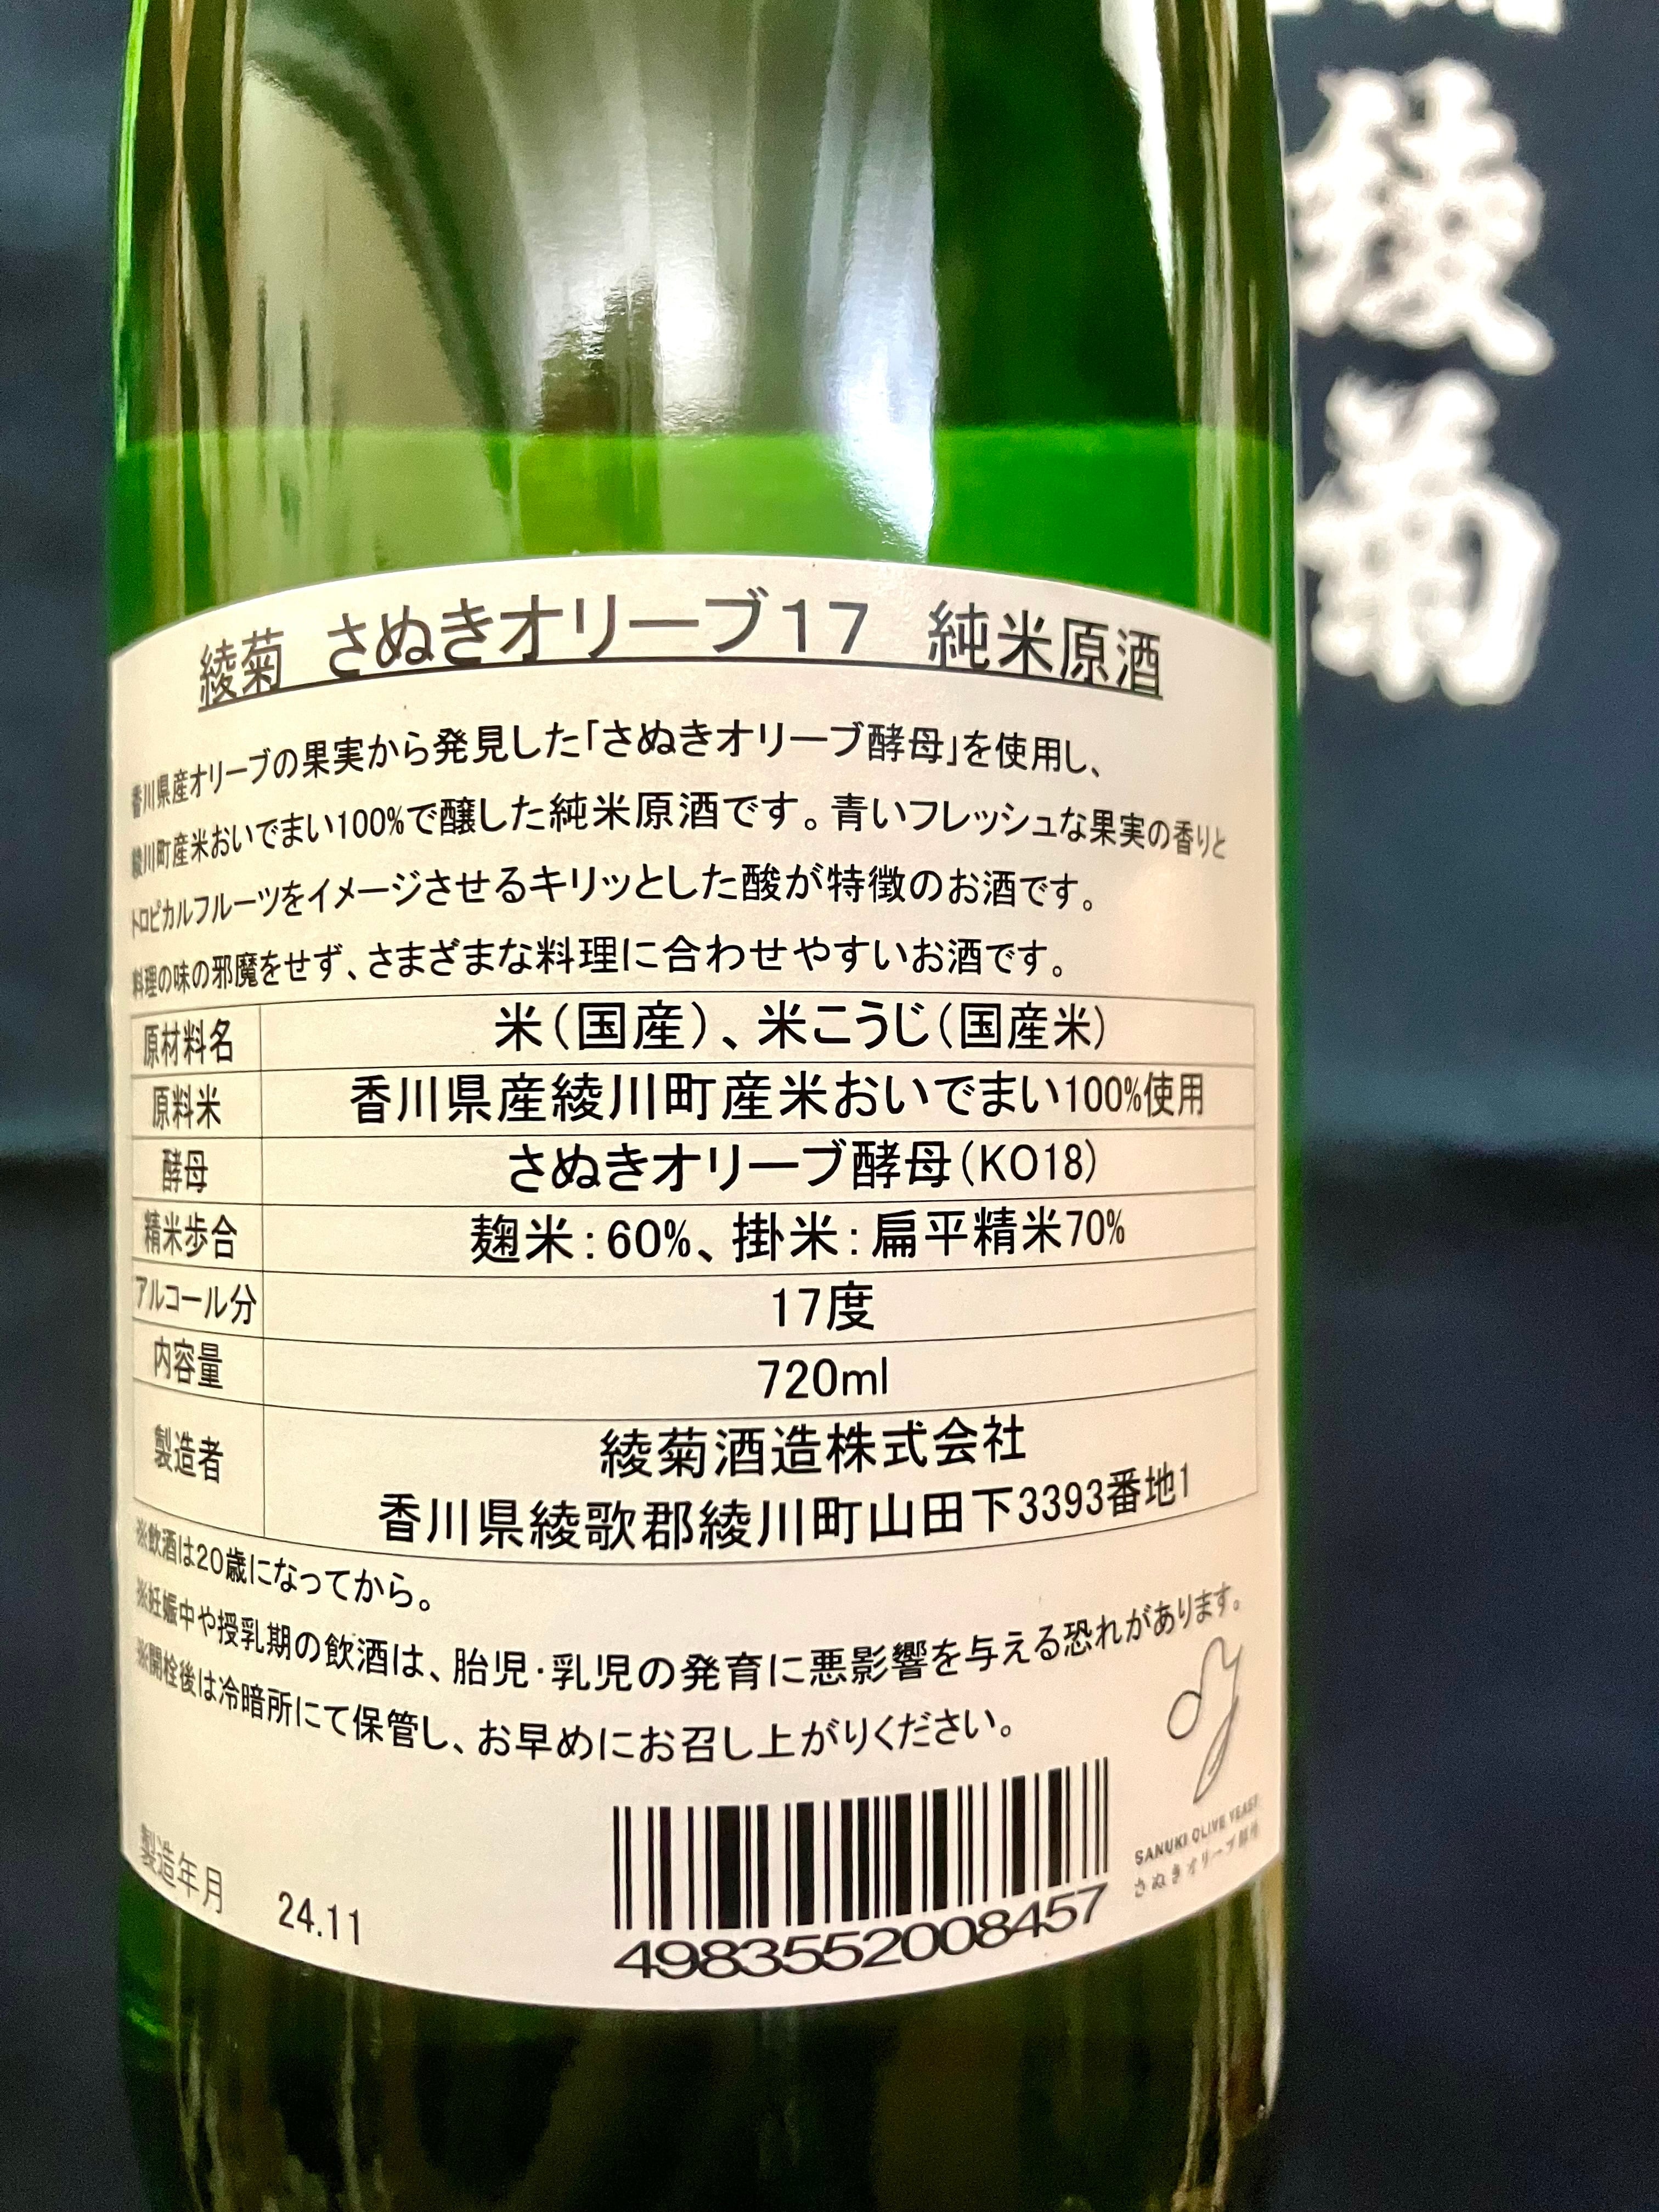 綾菊
綾菊　さぬきオリーブ17　純米原酒
香川県産オリーブの果実から発見した「さぬきオリーブ酵母」を使用し、
綾川町産米おいでまい100%で醸した純米原酒です。青いフレッシュな果実の香りと
トロピカルフルーツをイメージさせるキリッとした酸が特徴のお酒です。
料理の味の邪魔をせず、さまざまな料理に合わせやすいお酒です。
原材料名 米(国産)、米こうじ(国産米)
原料米 香川県産綾川町産米おいでまい100%使用
酵母 さぬきオリーブ酵母(KO18)
精米歩合 麹米:60%、掛米:扁平精米70%
アルコール分 17度
内容量 720ml
製造者 綾菊酒造株式会社
香川県綾歌郡綾川町山田下3393番地1
※飲酒は20歳になってから。
※妊娠中や授乳期の飲酒は、胎児・乳児の発育に悪影響を与える恐れがあります。
※開栓後は冷暗所にて保管し、お早めにお召し上がりください。
SANUKI OLIVE YEAST
さぬきオリーブ酵母
製造年月 24.11
4983552008457